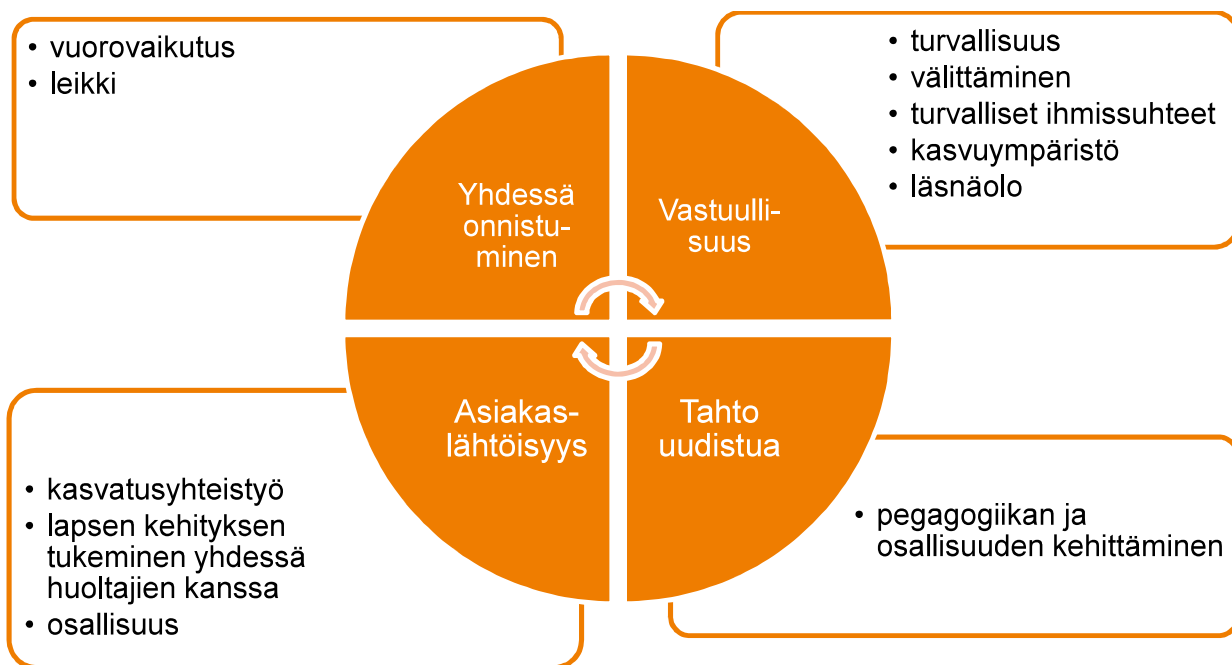 • vuorovaikutus
• leikki
• turvallisuus
• välittäminen
• turvalliset ihmissuhteet
• kasvuympäristö
• läsnäolo
Yhdessä
onnistu-
minen
Vastuulli-
suus
Asiakas-
lähtöisyys
Tahto
uudistua
• kasvatusyhteistyö
• lapsen kehityksen
tukeminen yhdessä
huoltajien kanssa
• osallisuus
• pegagogiikan ja
osallisuuden kehittäminen